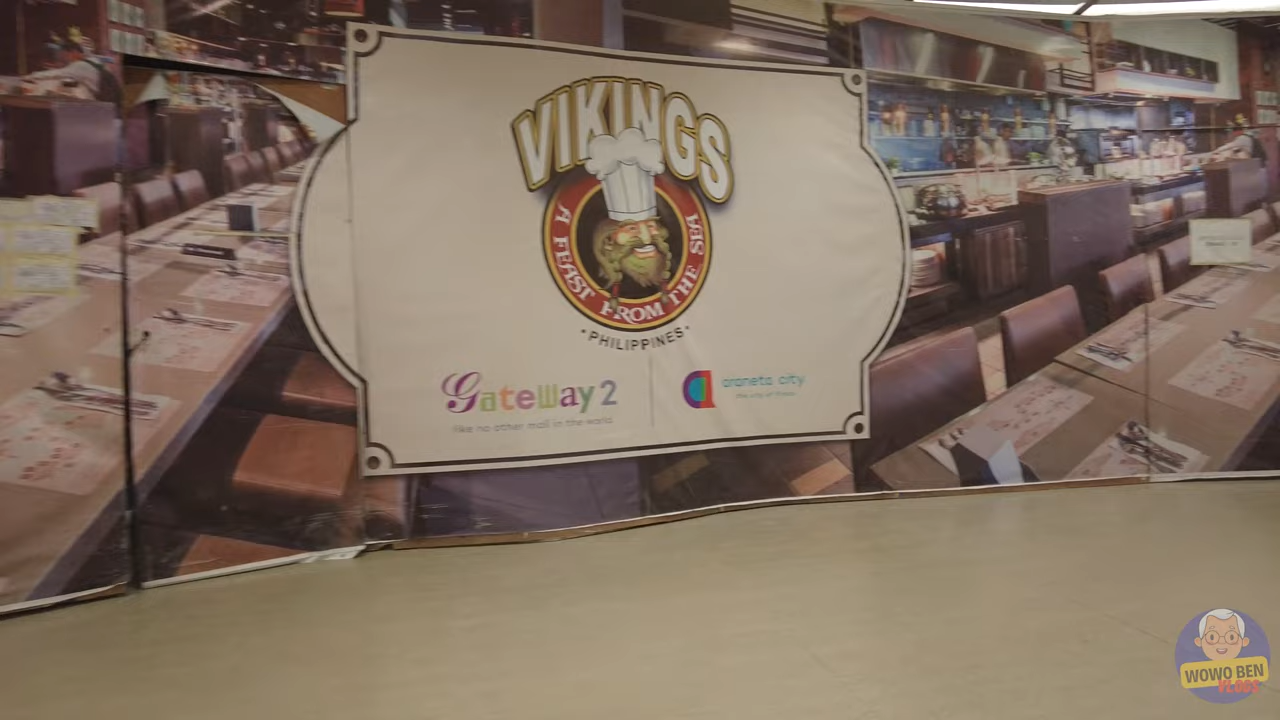 VIKINGS
A FEAST FROM THE SEA
• PHILIPPINES •
Gateway 2
like no other mall in the world
araneta city
the city of firsts
WOWO BEN
VLOGS